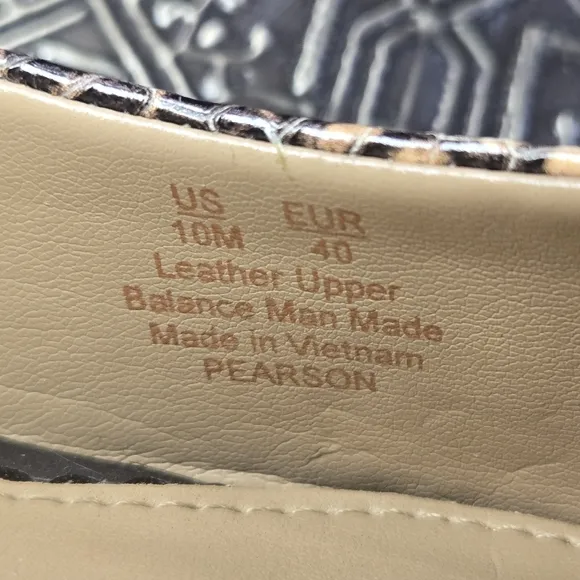 US EUR
10M 40
Leather Upper
Balance Man Made
Made in Vietnam
PEARSON